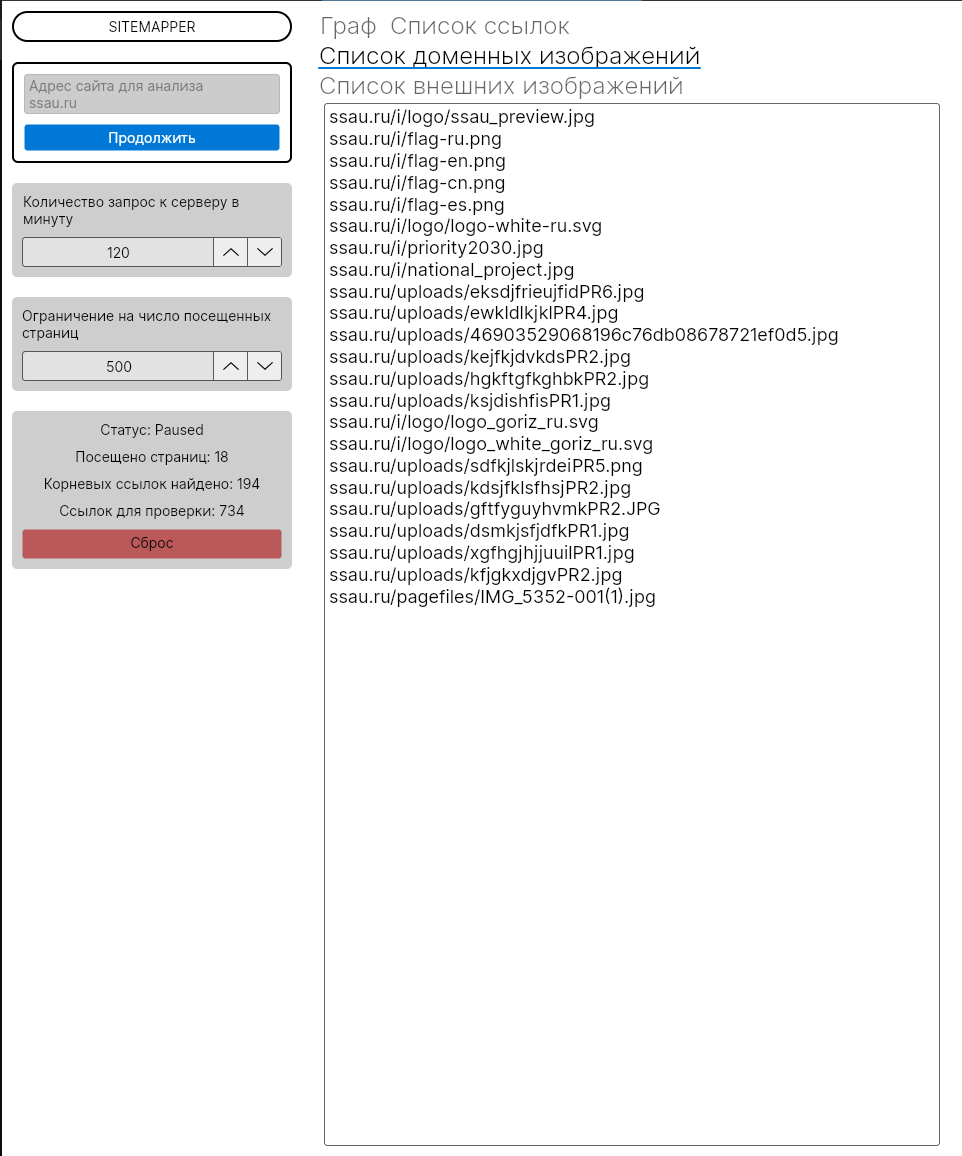 SITEMAPPER
Адрес сайта для анализа
ssau.ru
Продолжить
Количество запрос к серверу в
минуту
120
Ограничение на число посещенных
страниц
500
Статус: Paused
Посещено страниц: 18
Корневых ссылок найдено: 194
Ссылок для проверки: 734
Сброс
Граф Список ссылок
Список доменных изображений
Список внешних изображений
ssau.ru/i/logo/ssau_preview.jpg
ssau.ru/i/flag-ru.png
ssau.ru/i/flag-en.png
ssau.ru/i/flag-cn.png
ssau.ru/i/flag-es.png
ssau.ru/i/logo/logo-white-ru.svg
ssau.ru/i/priority2030.jpg
ssau.ru/i/national_project.jpg
ssau.ru/uploads/eksdjfrieujfidPR6.jpg
ssau.ru/uploads/ewkldlkjklPR4.jpg
ssau.ru/uploads/46903529068196c76db08678721ef0d5.jpg
ssau.ru/uploads/kejfkjdvkdsPR2.jpg
ssau.ru/uploads/hgkftgfkghbkPR2.jpg
ssau.ru/uploads/ksjdishfisPR1.jpg
ssau.ru/i/logo/logo_goriz_ru.svg
ssau.ru/i/logo/logo_white_goriz_ru.svg
ssau.ru/uploads/sdfkjlskjrdeiPR5.png
ssau.ru/uploads/kdsjfklsfhsjPR2.jpg
ssau.ru/uploads/gftfyguyhvmkPR2.JPG
ssau.ru/uploads/dsmkjsfjdfkPR1.jpg
ssau.ru/uploads/xgfhgjhjjuuilPR1.jpg
ssau.ru/uploads/kfjgkxdjgvPR2.jpg
ssau.ru/pagefiles/IMG_5352-001(1).jpg